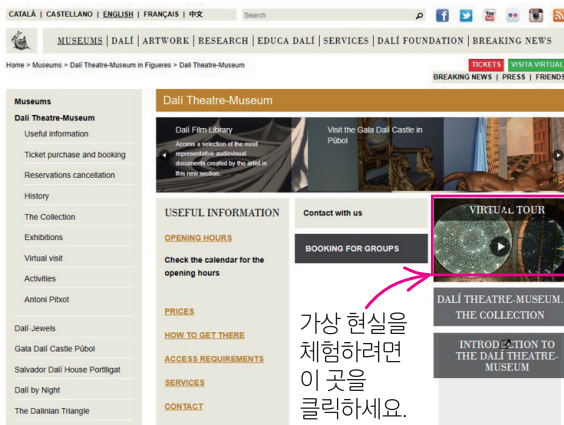 CATALÀ | CASTELLANO | ENGLISH | FRANÇAIS | 中文
Search
MUSEUMS | DALÍ | ARTWORK | RESEARCH | EDUCA DALÍ | SERVICES | DALÍ FOUNDATION | BREAKING NEWS
Home > Museums > Dalí Theatre-Museum in Figueres > Dalí Theatre-Museum
TICKETS VISITA VIRTUAL
BREAKING NEWS | PRESS | FRIENDS
Museums
Dalí Theatre-Museum
Useful information
Ticket purchase and booking
Reservations cancellation
History
The Collection
Exhibitions
Virtual visit
Activities
Antoni Pitxot
Dalí·Jewels
Gala Dalí Castle Púbol
Salvador Dalí House Portlligat
Dalí by Night
The Dalinian Triangle
Dalí Theatre-Museum
Dalí Film Library
Access a selection of the most
representative audiovisual
documents created by the artist in
this new section.
Visit the Gala Dalí Castle in
Púbol
USEFUL INFORMATION
OPENING HOURS
Check the calendar for the
opening hours
PRICES
HOW TO GET THERE
ACCESS REQUIREMENTS
SERVICES
CONTACT
Contact with us
BOOKING FOR GROUPS
가상 현실을
체험하려면
이 곳을
클릭하세요.
VIRTUAL TOUR
DALÍ THEATRE-MUSEUM.
THE COLLECTION
INTRODUCTION TO
THE DALÍ THEATRE-
MUSEUM